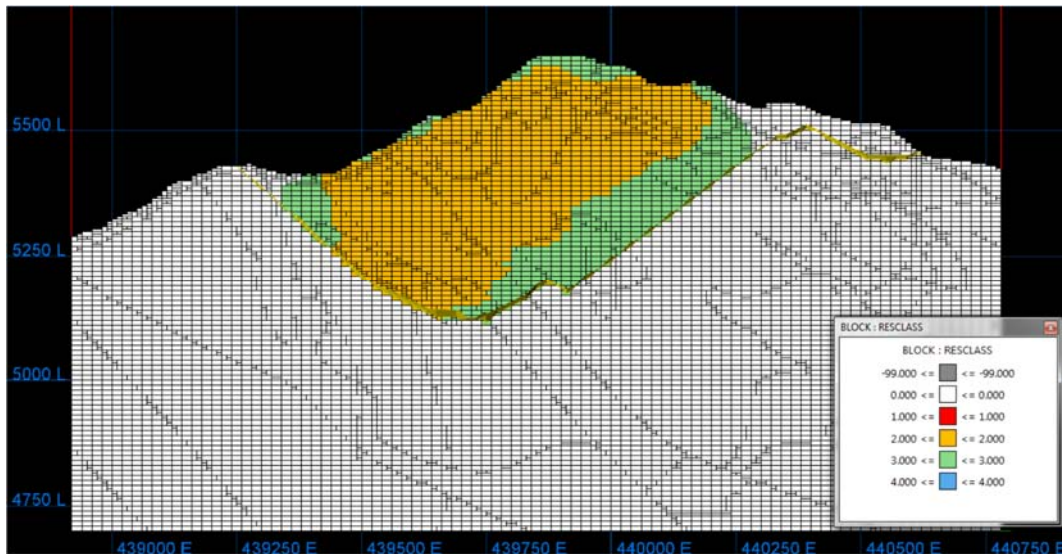 5500 L
5250 L
5000 L
4750 L
439000 E 439250 E 439500 E 439750 E 440000 E 440250 E 440500 E 440750
BLOCK : RESCLASS
BLOCK : RESCLASS
-99.000 <= <= -99.000
0.000 <= <= 0.000
1.000 <= <= 1.000
2.000 <= <= 2.000
3.000 <= <= 3.000
4.000 <= <= 4.000